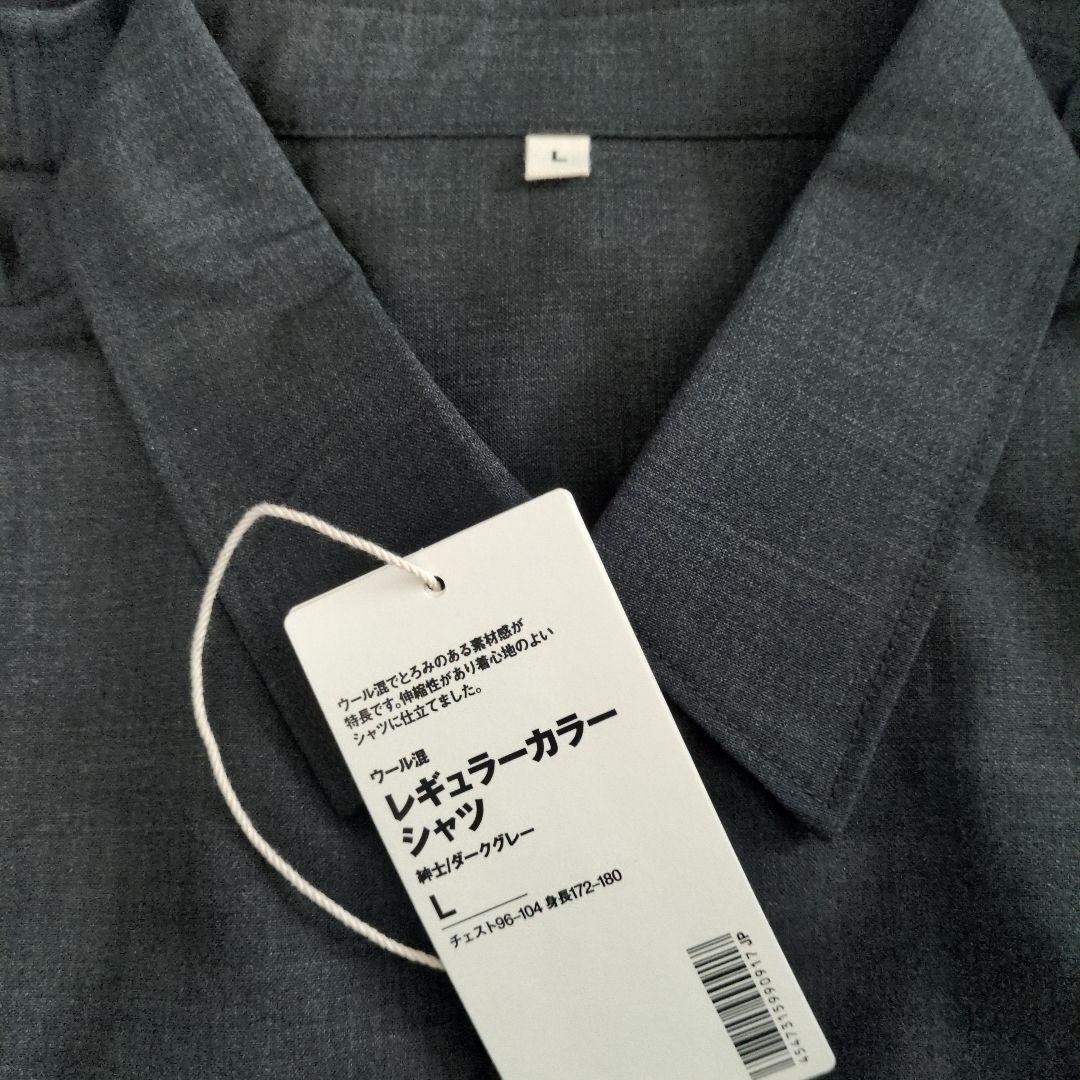 L
ウール混でとろみのある素材感が
特長です。伸縮性があり着心地のよい
シャツに仕立てました。
ウール混
レギュラーカラー
シャツ
紳士/ダークグレー
L
チェスト96-104 身長172-180
4547315990917 JP